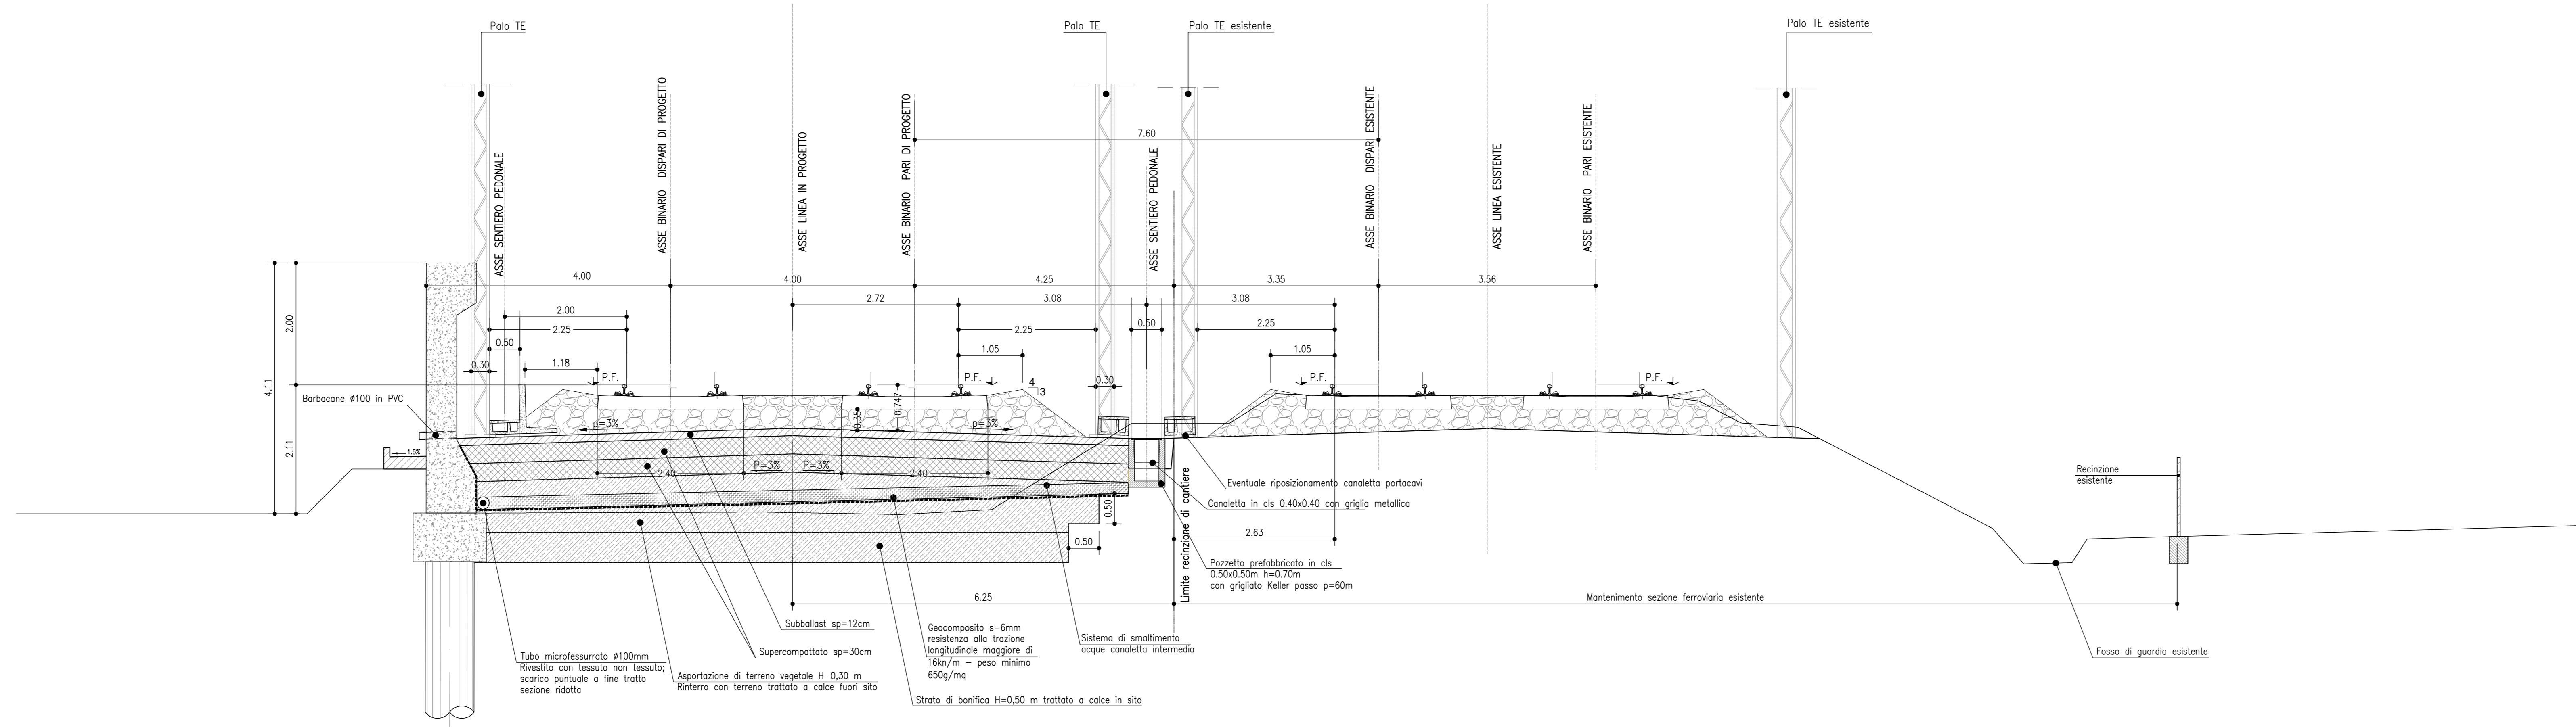 Palo TE
Palo TE
Palo TE esistente
Palo TE esistente
ASSE SENTIERO PEDONALE
ASSE BINARIO DISPARI DI PROGETTO
ASSE LINEA IN PROGETTO
ASSE BINARIO PARI DI PROGETTO
ASSE SENTIERO PEDONALE
ASSE BINARIO DISPARI ESISTENTE
ASSE LINEA ESISTENTE
ASSE BINARIO PARI ESISTENTE
7.60
4.00
4.00
4.25
3.35
3.56
2.72
3.08
3.08
2.00
2.25
2.25
0.50
2.25
0.50
0.30
1.18
1.05
1.05
0.30
4.11
2.00
2.11
P.F.
P.F.
P.F.
P.F.
4
3
0.35
0.747
Barbacane Ø100 in PVC
1.5%
p=3%
p=3%
P=3%
P=3%
2.40
2.40
0.50
0.50
2.63
6.25
Limite recinzione di cantiere
Eventuale riposizionamento canaletta portacavi
Canaletta in cls 0.40x0.40 con griglia metallica
Pozzetto prefabbricato in cls
0.50x0.50m h=0.70m
con grigliato Keller passo p=60m
Mantenimento sezione ferroviaria esistente
Recinzione
esistente
Fosso di guardia esistente
Subballast sp=12cm
Supercompattato sp=30cm
Geocomposito s=6mm
resistenza alla trazione
longitudinale maggiore di
16kn/m – peso minimo
650g/mq
Sistema di smaltimento
acque canaletta intermedia
Tubo microfessurrato Ø100mm
Rivestito con tessuto non tessuto;
scarico puntuale a fine tratto
sezione ridotta
Asportazione di terreno vegetale H=0,30 m
Rinterro con terreno trattato a calce fuori sito
Strato di bonifica H=0,50 m trattato a calce in sito